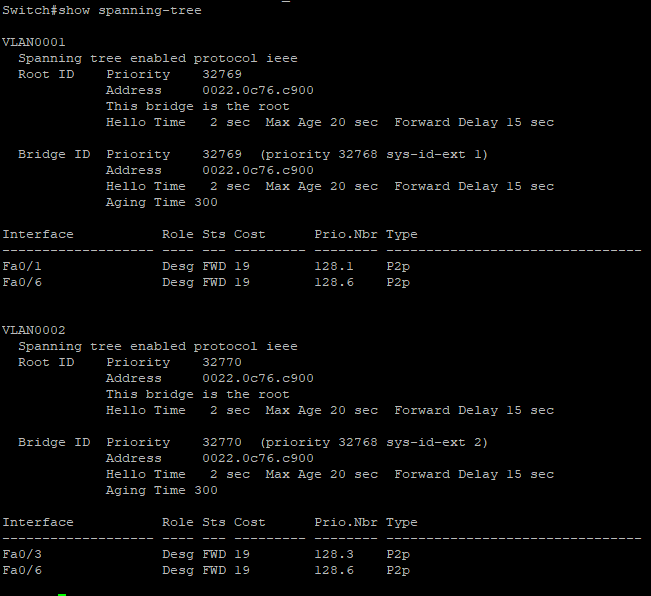 Switch#show spanning-tree
VLAN0001
  Spanning tree enabled protocol ieee
  Root ID    Priority    32769
             Address     0022.0c76.c900
             This bridge is the root
             Hello Time   2 sec  Max Age 20 sec  Forward Delay 15 sec
  Bridge ID  Priority    32769  (priority 32768 sys-id-ext 1)
             Address     0022.0c76.c900
             Hello Time   2 sec  Max Age 20 sec  Forward Delay 15 sec
             Aging Time 300
Interface           Role Sts Cost      Prio.Nbr Type
------------------- ---- --- --------- -------- --------------------------------
Fa0/1               Desg FWD 19        128.1    P2p
Fa0/6               Desg FWD 19        128.6    P2p
VLAN0002
  Spanning tree enabled protocol ieee
  Root ID    Priority    32770
             Address     0022.0c76.c900
             This bridge is the root
             Hello Time   2 sec  Max Age 20 sec  Forward Delay 15 sec
  Bridge ID  Priority    32770  (priority 32768 sys-id-ext 2)
             Address     0022.0c76.c900
             Hello Time   2 sec  Max Age 20 sec  Forward Delay 15 sec
             Aging Time 300
Interface           Role Sts Cost      Prio.Nbr Type
------------------- ---- --- --------- -------- --------------------------------
Fa0/3               Desg FWD 19        128.3    P2p
Fa0/6               Desg FWD 19        128.6    P2p